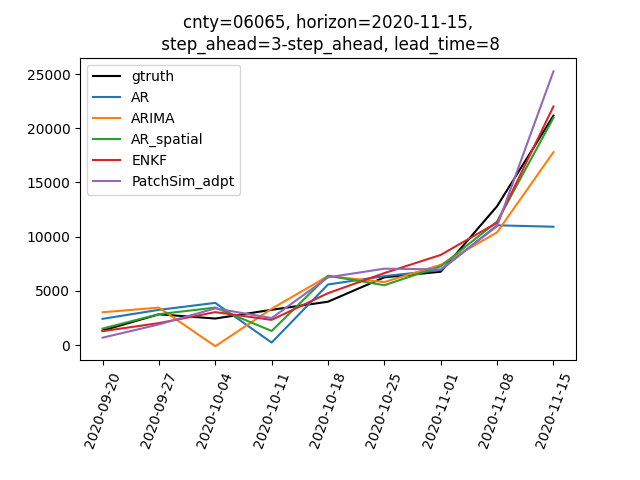 cnty=06065, horizon=2020-11-15,
step_ahead=3-step_ahead, lead_time=8
25000
20000
15000
10000
5000
0
gtruth
AR
ARIMA
AR_spatial
ENKF
PatchSim_adpt
2020-09-20
2020-09-27
2020-10-04
2020-10-11
2020-10-18
2020-10-25
2020-11-01
2020-11-08
2020-11-15